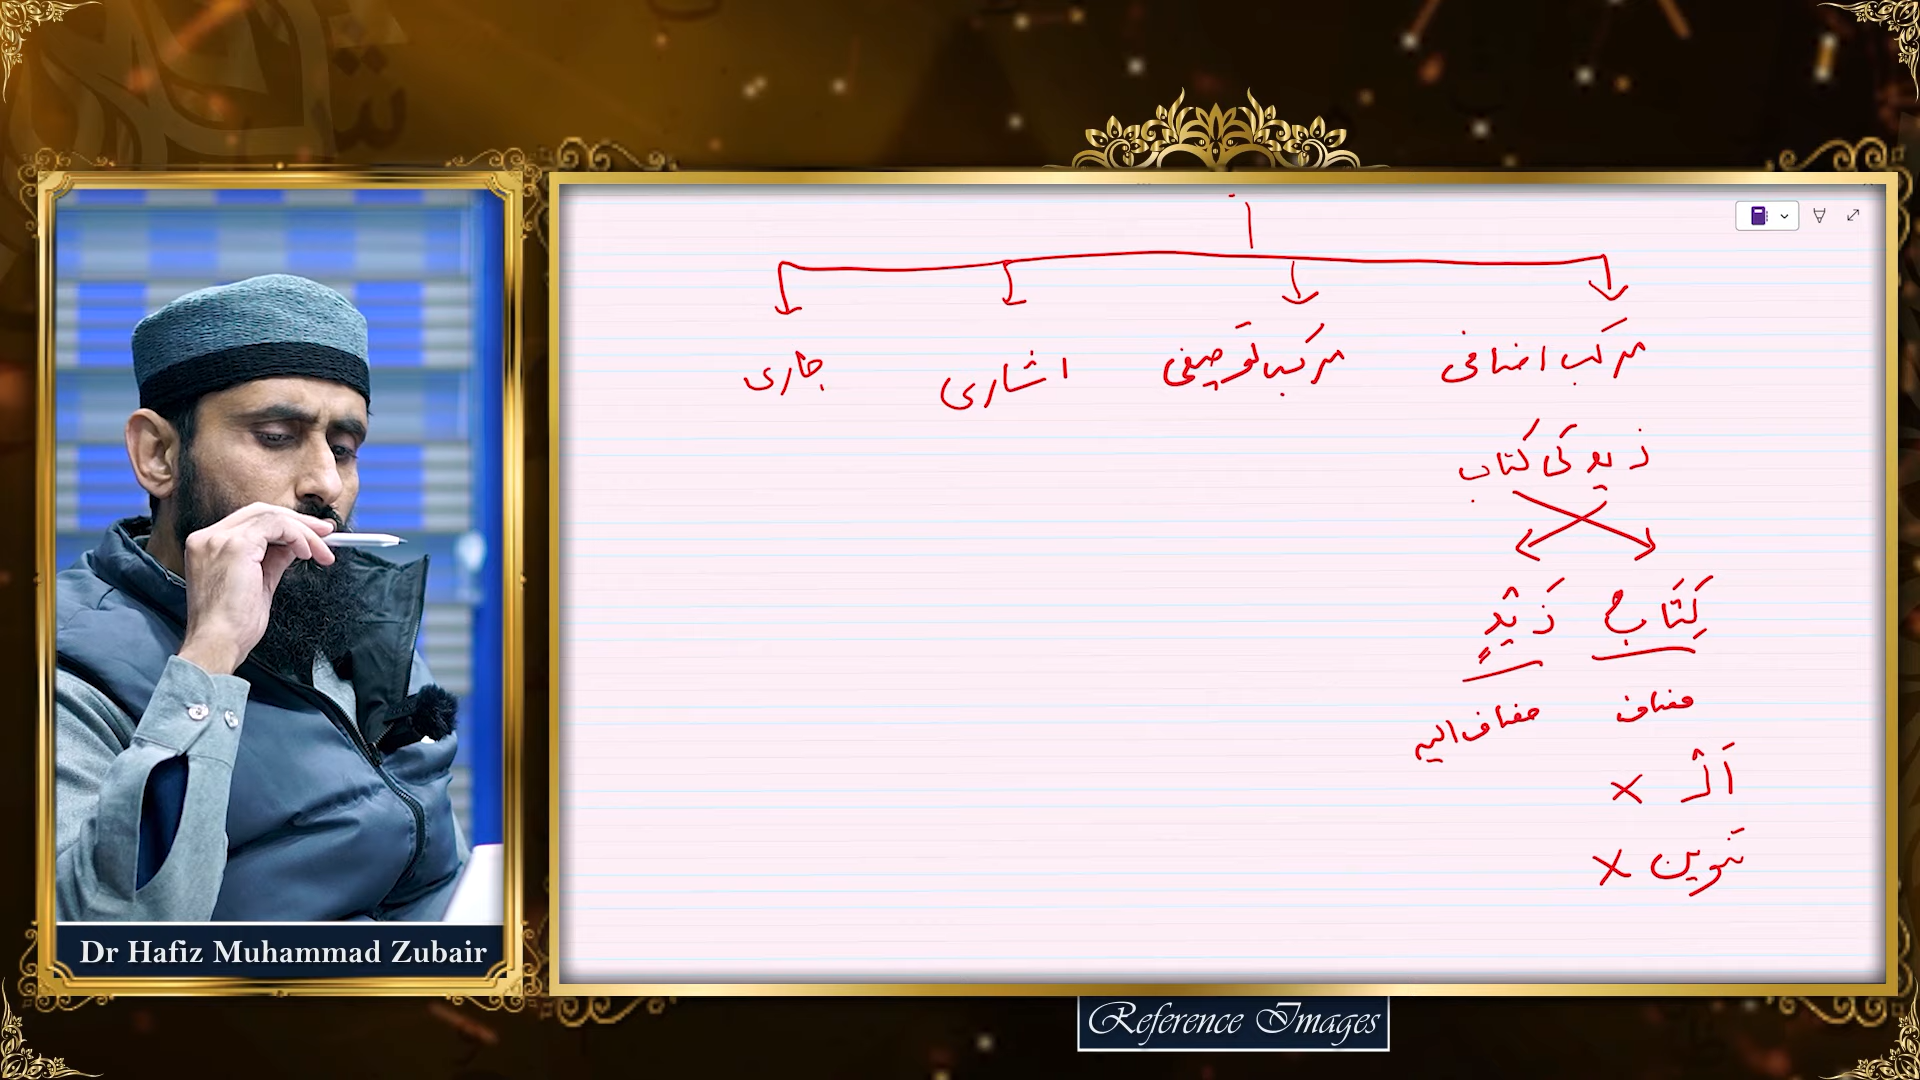 مرکب اضافی مرکب توصیفی اشاری جاری
زید کی کتاب
کِتَابُ زَیْدٍ
مضاف مضاف الیہ
اَلْ ×
تنوین ×
Dr Hafiz Muhammad Zubair
Reference Images